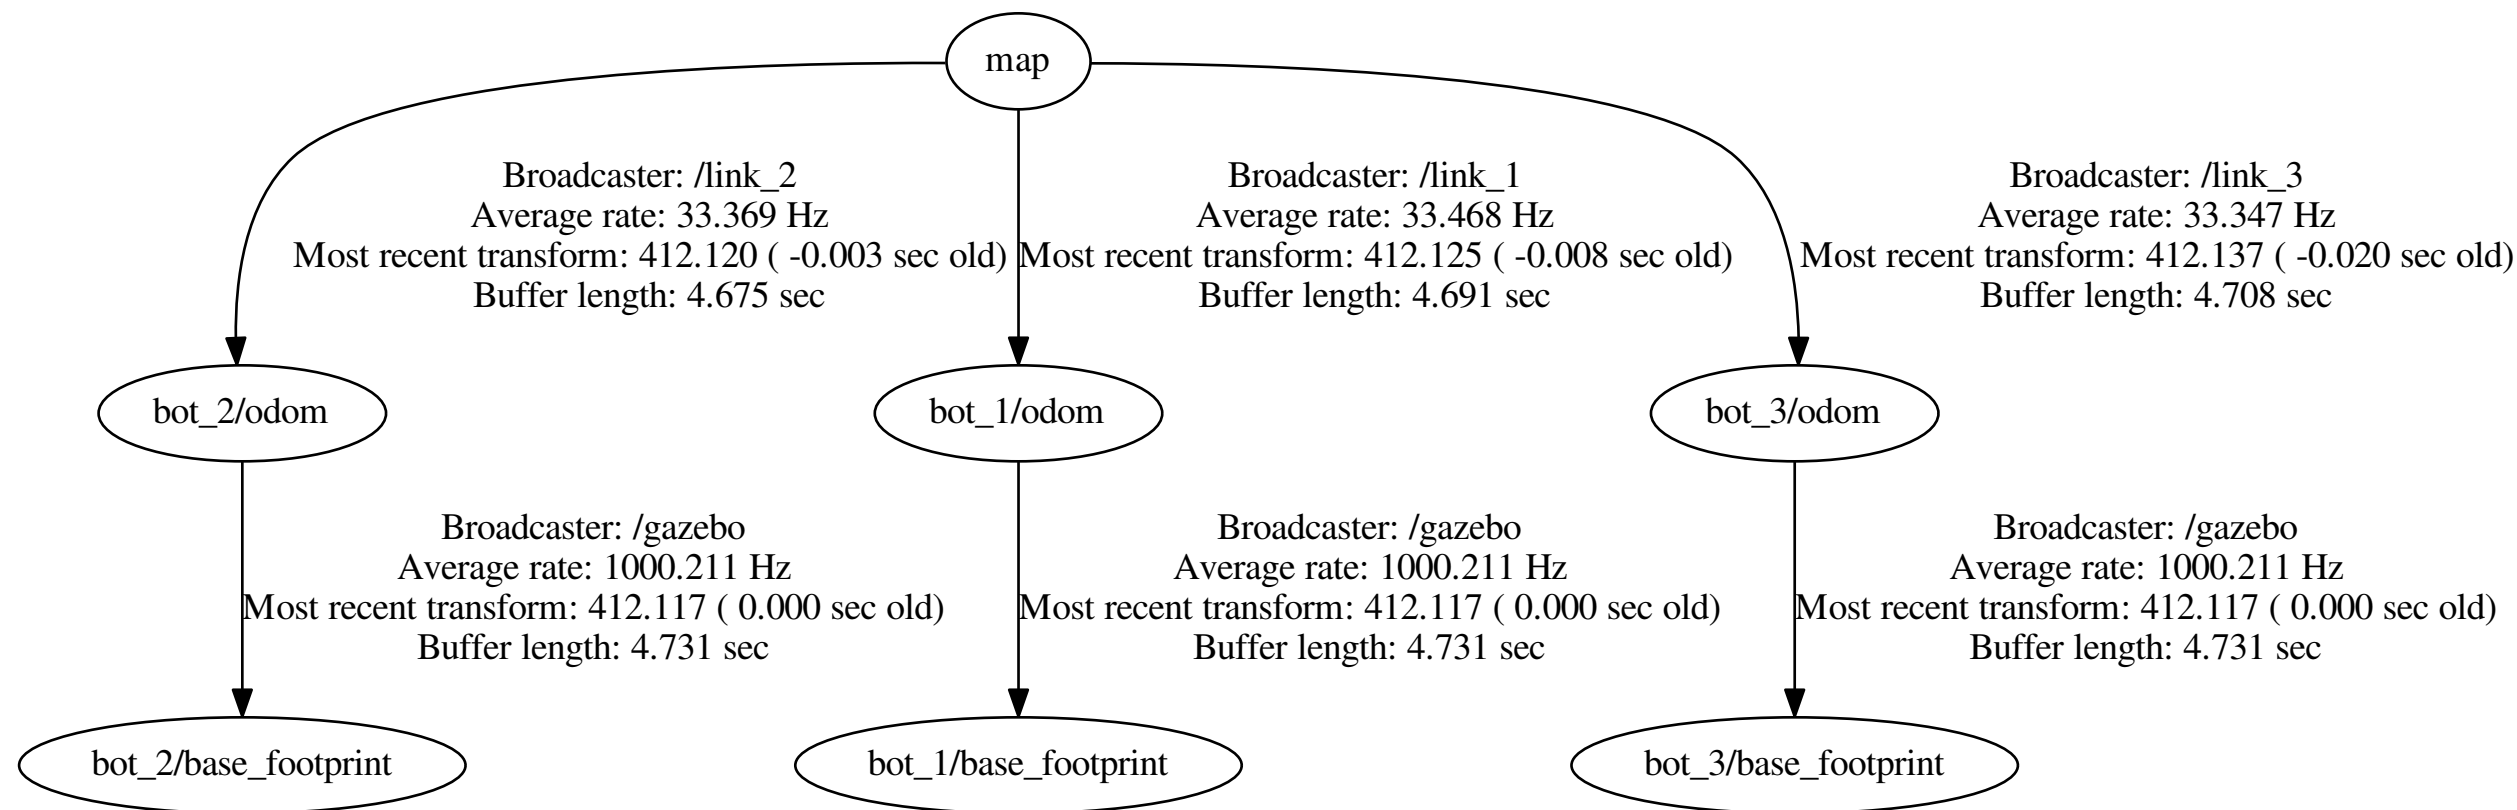 map
Broadcaster: /link_2
Average rate: 33.369 Hz
Most recent transform: 412.120 ( -0.003 sec old)
Buffer length: 4.675 sec
Broadcaster: /link_1
Average rate: 33.468 Hz
Most recent transform: 412.125 ( -0.008 sec old)
Buffer length: 4.691 sec
Broadcaster: /link_3
Average rate: 33.347 Hz
Most recent transform: 412.137 ( -0.020 sec old)
Buffer length: 4.708 sec
bot_2/odom
bot_1/odom
bot_3/odom
Broadcaster: /gazebo
Average rate: 1000.211 Hz
Most recent transform: 412.117 ( 0.000 sec old)
Buffer length: 4.731 sec
Broadcaster: /gazebo
Average rate: 1000.211 Hz
Most recent transform: 412.117 ( 0.000 sec old)
Buffer length: 4.731 sec
Broadcaster: /gazebo
Average rate: 1000.211 Hz
Most recent transform: 412.117 ( 0.000 sec old)
Buffer length: 4.731 sec
bot_2/base_footprint
bot_1/base_footprint
bot_3/base_footprint